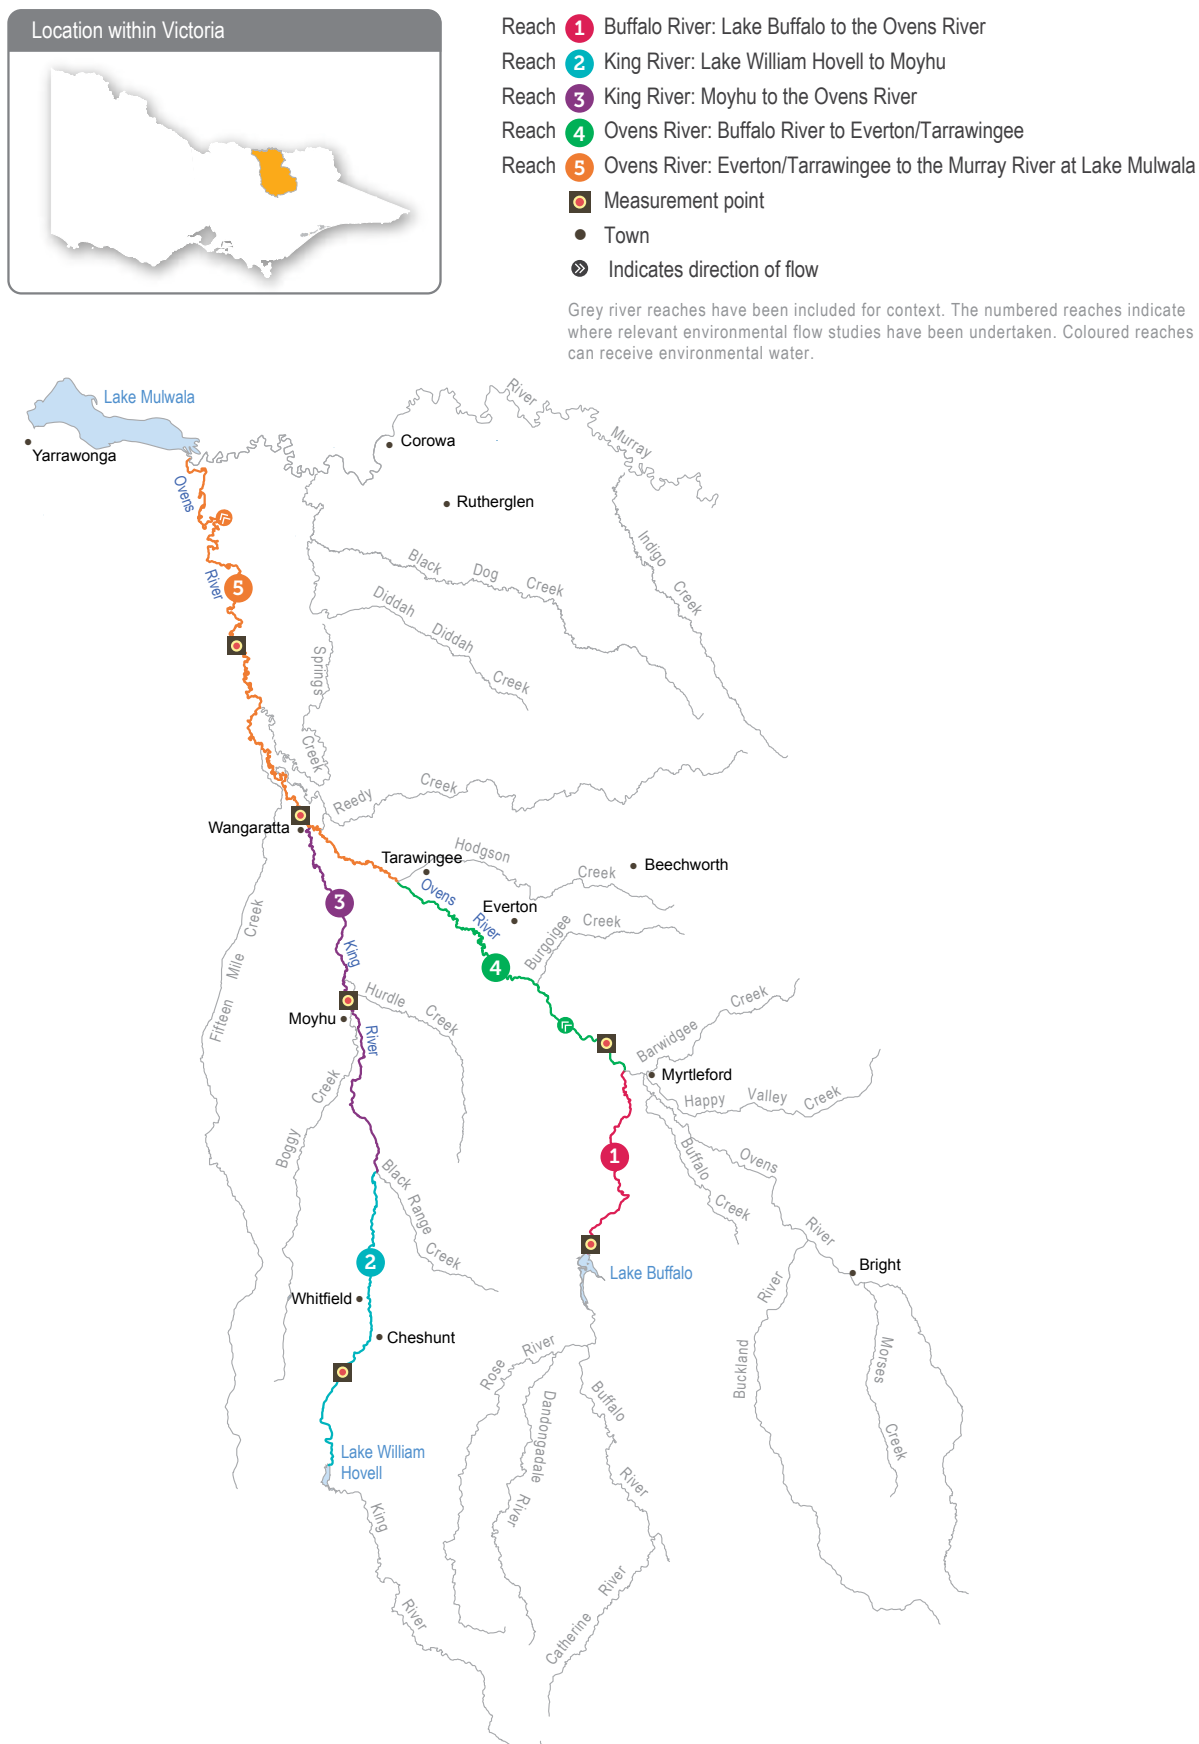 Location within Victoria
Reach 1 Buffalo River: Lake Buffalo to the Ovens River
Reach 2 King River: Lake William Hovell to Moyhu
Reach 3 King River: Moyhu to the Ovens River
Reach 4 Ovens River: Buffalo River to Everton/Tarrawingee
Reach 5 Ovens River: Everton/Tarrawingee to the Murray River at Lake Mulwala
Measurement point
Town
Indicates direction of flow
Grey river reaches have been included for context. The numbered reaches indicate
where relevant environmental flow studies have been undertaken. Coloured reaches
can receive environmental water.
Lake Mulwala
River
Murray
Corowa
Yarrawonga
Ovens
Rutherglen
River
5
Black Dog Creek
Indigo Creek
Diddah Diddah Creek
Springs Creek
Reedy Creek
Wangaratta
Tarawingee
Hodgson Creek
Beechworth
Ovens River
Everton
3
Burgoigee Creek
Fifteen Mile Creek
King
4
Hurdle Creek
Moyhu
River
Barwidgee Creek
Myrtleford
Happy Valley Creek
Boggy Creek
1
Buffalo Creek
Ovens River
Black Range Creek
2
Lake Buffalo
Bright
Whitfield
Cheshunt
Rose River
Buckland River
Morses Creek
Dandongadale River
Buffalo River
Lake William
Hovell
King River
Catherine River